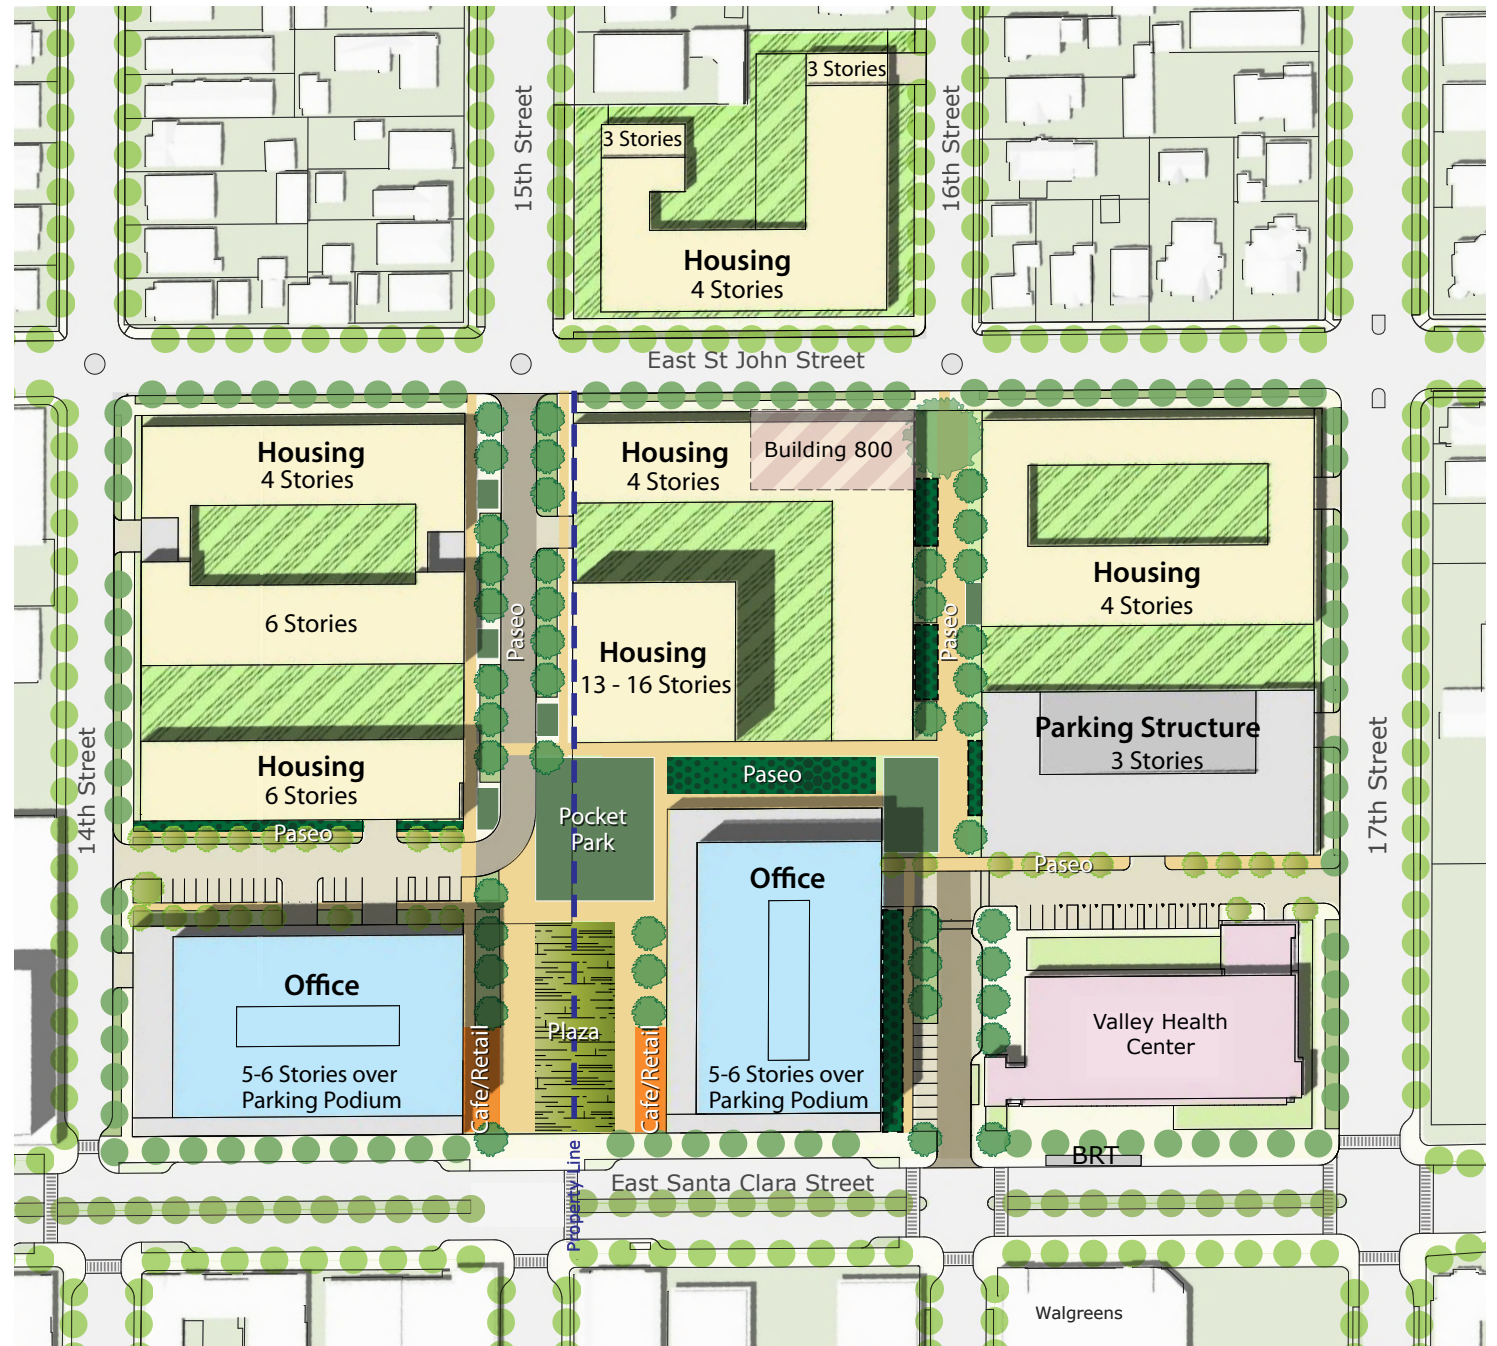 3 Stories
3 Stories
15th Street
16th Street
Housing
4 Stories
East St John Street
Housing
4 Stories
Housing
4 Stories
Building 800
6 Stories
Paseo
Housing
13 - 16 Stories
Paseo
Housing
4 Stories
Parking Structure
3 Stories
14th Street
17th Street
Housing
6 Stories
Paseo
Paseo
Pocket
Park
Paseo
Office
5-6 Stories over
Parking Podium
Cafe/Retail
Plaza
Cafe/Retail
Office
5-6 Stories over
Parking Podium
Valley Health
Center
BRT
Property Line
East Santa Clara Street
Walgreens